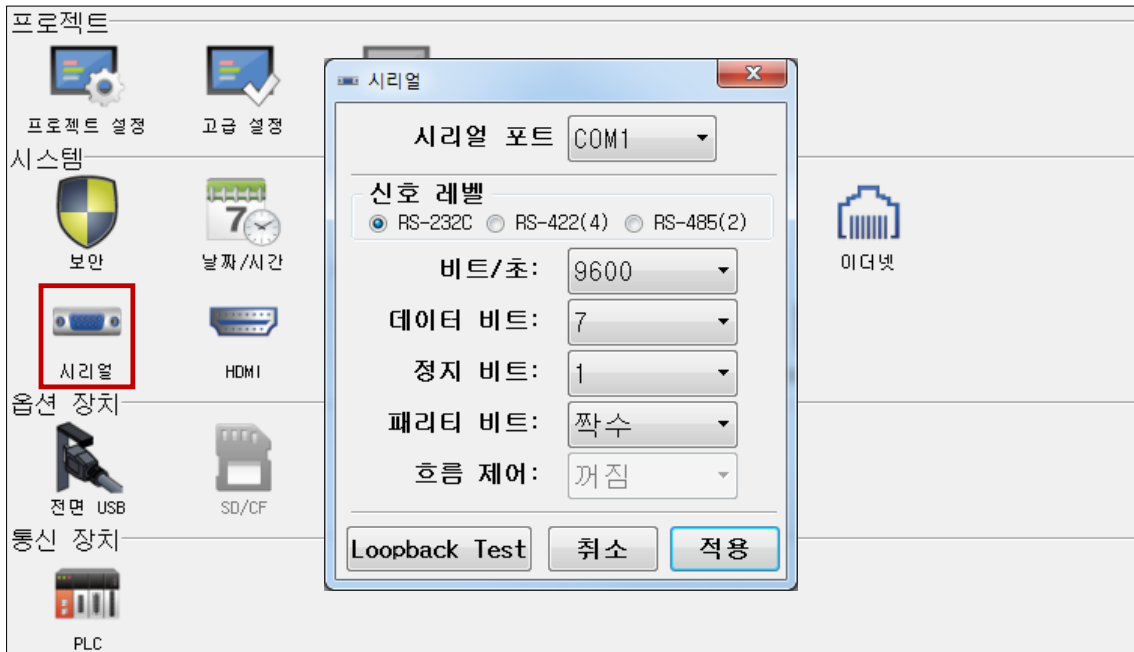 프로젝트
프로젝트 설정
고급 설정
시스템
보안
날짜/시간
이더넷
시리얼
HDMI
옵션 장치
전면 USB
SD/CF
통신 장치
PLC
시리얼
시리얼 포트 COM1
신호 레벨
RS-232C RS-422(4) RS-485(2)
비트/초: 9600
데이터 비트: 7
정지 비트: 1
패리티 비트: 짝수
흐름 제어: 꺼짐
Loopback Test 취소 적용